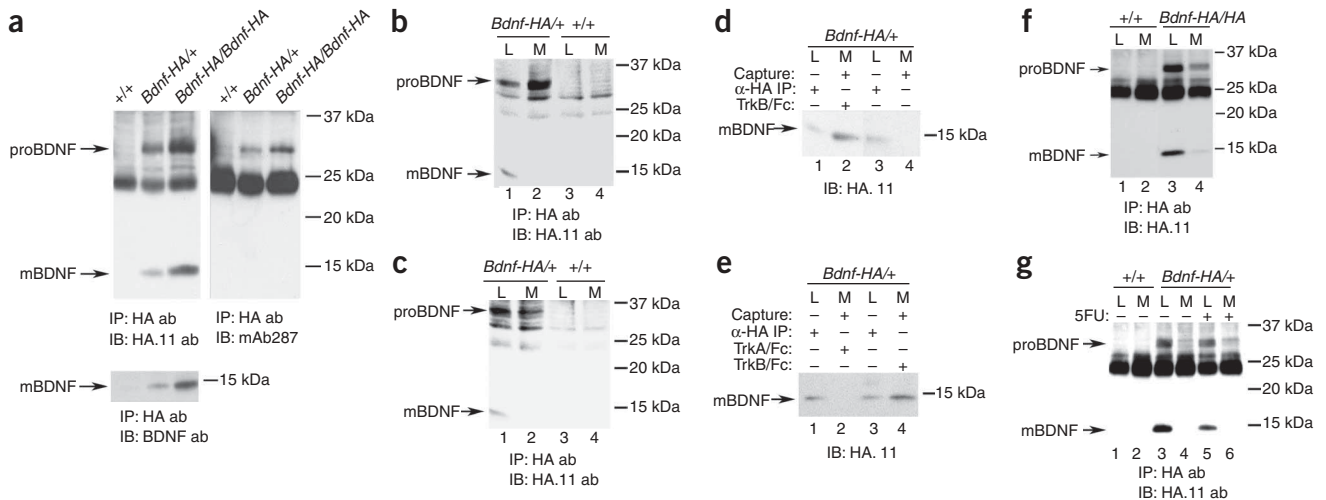 a
+/+
Bdnf-HA/+
Bdnf-HA/Bdnf-HA
+/+
Bdnf-HA/+
Bdnf-HA/Bdnf-HA
37 kDa
proBDNF
25 kDa
20 kDa
mBDNF
15 kDa
IP: HA ab
IB: HA.11 ab
IP: HA ab
IB: mAb287
mBDNF
15 kDa
IP: HA ab
IB: BDNF ab
b
Bdnf-HA/+ +/+
L M L M
37 kDa
proBDNF
25 kDa
20 kDa
mBDNF
15 kDa
1 2 3 4
IP: HA ab
IB: HA.11 ab
c
Bdnf-HA/+ +/+
L M L M
37 kDa
proBDNF
25 kDa
20 kDa
mBDNF
15 kDa
1 2 3 4
IP: HA ab
IB: HA.11 ab
d
Bdnf-HA/+
L M L M
Capture: – + – +
α-HA IP: + – + –
TrkB/Fc: – + – –
mBDNF
15 kDa
1 2 3 4
IB: HA. 11
e
Bdnf-HA/+
L M L M
Capture: – + – +
α-HA IP: + – + –
TrkA/Fc: – + – –
TrkB/Fc: – – – +
mBDNF
15 kDa
1 2 3 4
IB: HA. 11
f
+/+ Bdnf-HA/HA
L M L M
37 kDa
proBDNF
25 kDa
20 kDa
mBDNF
15 kDa
1 2 3 4
IP: HA ab
IB: HA.11
g
+/+ Bdnf-HA/+
L M L M L M
5FU: – – – – + +
37 kDa
proBDNF
25 kDa
20 kDa
mBDNF
15 kDa
1 2 3 4 5 6
IP: HA ab
IB: HA.11 ab